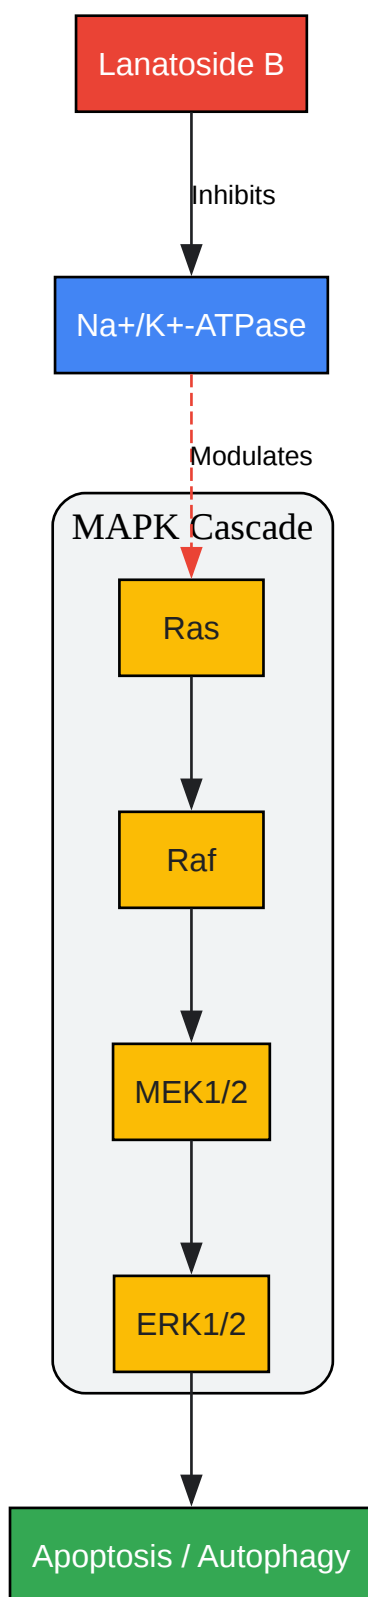 Lanatoside B
Inhibits
Na+/K+-ATPase
Modulates
MAPK Cascade
Ras
Raf
MEK1/2
ERK1/2
Apoptosis / Autophagy